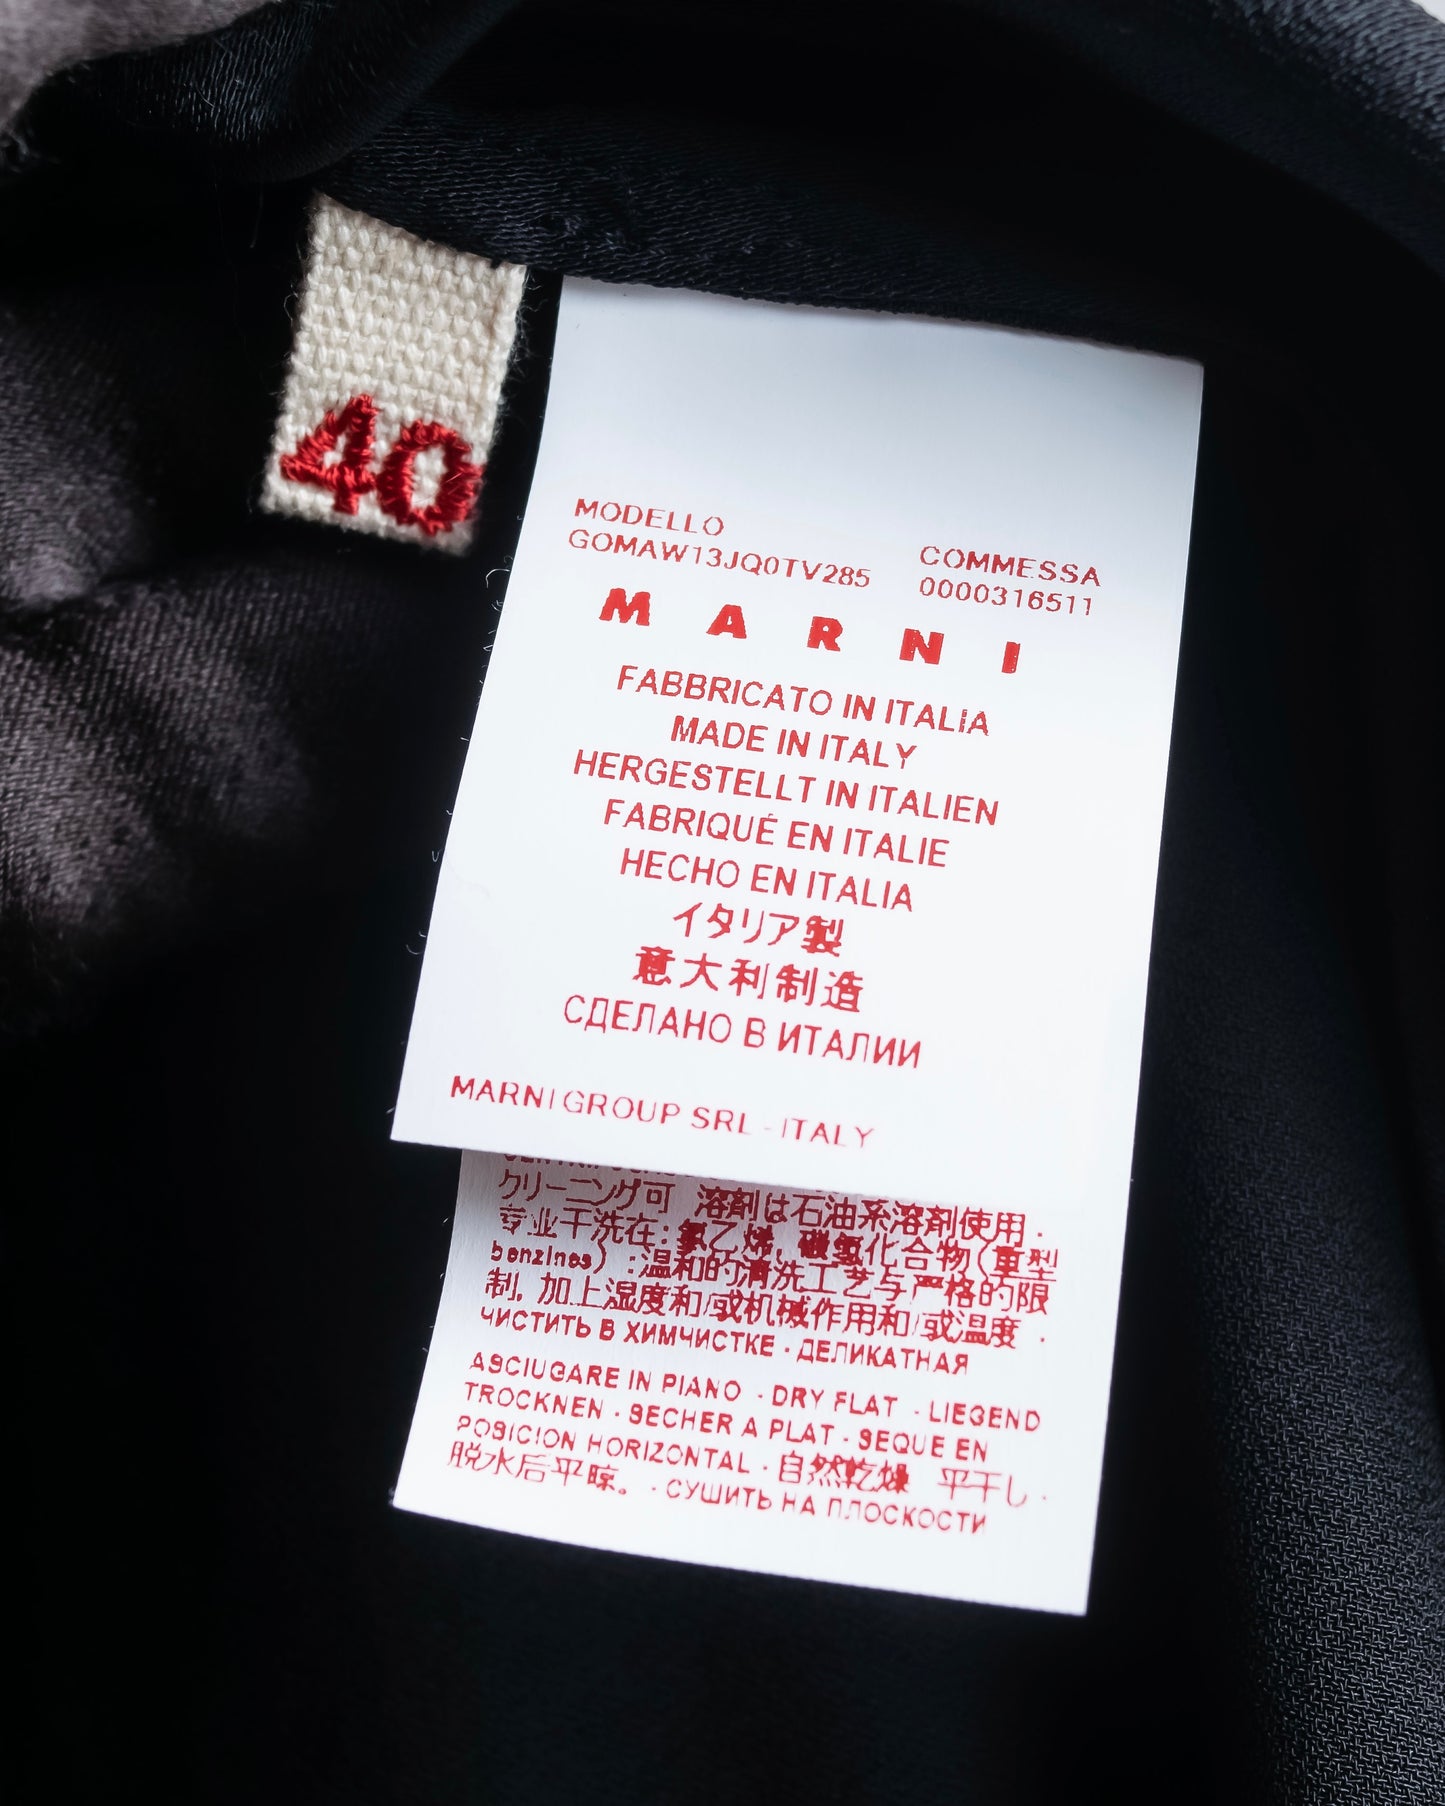 40
MODELLO
GOMAW13JQ0TV285
COMMESSA
0000316511
MARNI
FABBRICATO IN ITALIA
MADE IN ITALY
HERGESTELLT IN ITALIEN
FABRIQUÉ EN ITALIE
HECHO EN ITALIA
イタリア製
意大利制造
СДЕЛАНО В ИТАЛИИ
MARNI GROUP SRL - ITALY
クリーニング可 溶剤は石油系溶剤使用 .
专业干洗在: 氯乙烯, 碳氢化合物(重型
benzines) :温和的清洗工艺与严格的限
制, 加上湿度和/或机械作用和/或温度 .
ЧИСТИТЬ В ХИМЧИСТКЕ · ДЕЛИКАТНАЯ
ASCIUGARE IN PIANO · DRY FLAT · LIEGEND
TROCKNEN · SECHER A PLAT · SEQUE EN
POSICION HORIZONTAL · 自然乾燥 平干し ·
脱水后平晾。 · СУШИТЬ НА ПЛОСКОСТИ